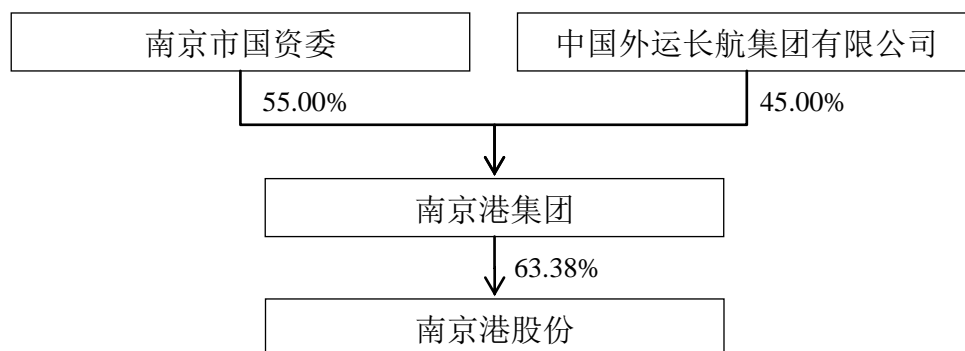 南京市国资委
中国外运长航集团有限公司
55.00%
45.00%
南京港集团
63.38%
南京港股份